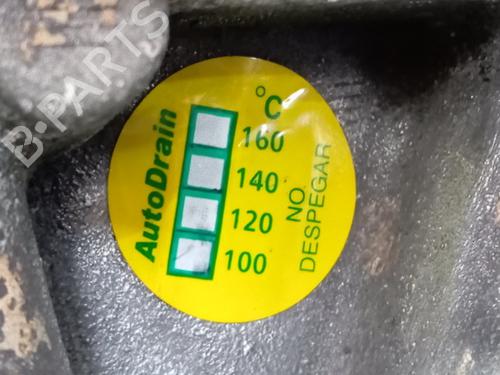 AutoDrain
°C
160
140
120
100
NO
DESPEGAR
B-PARTS